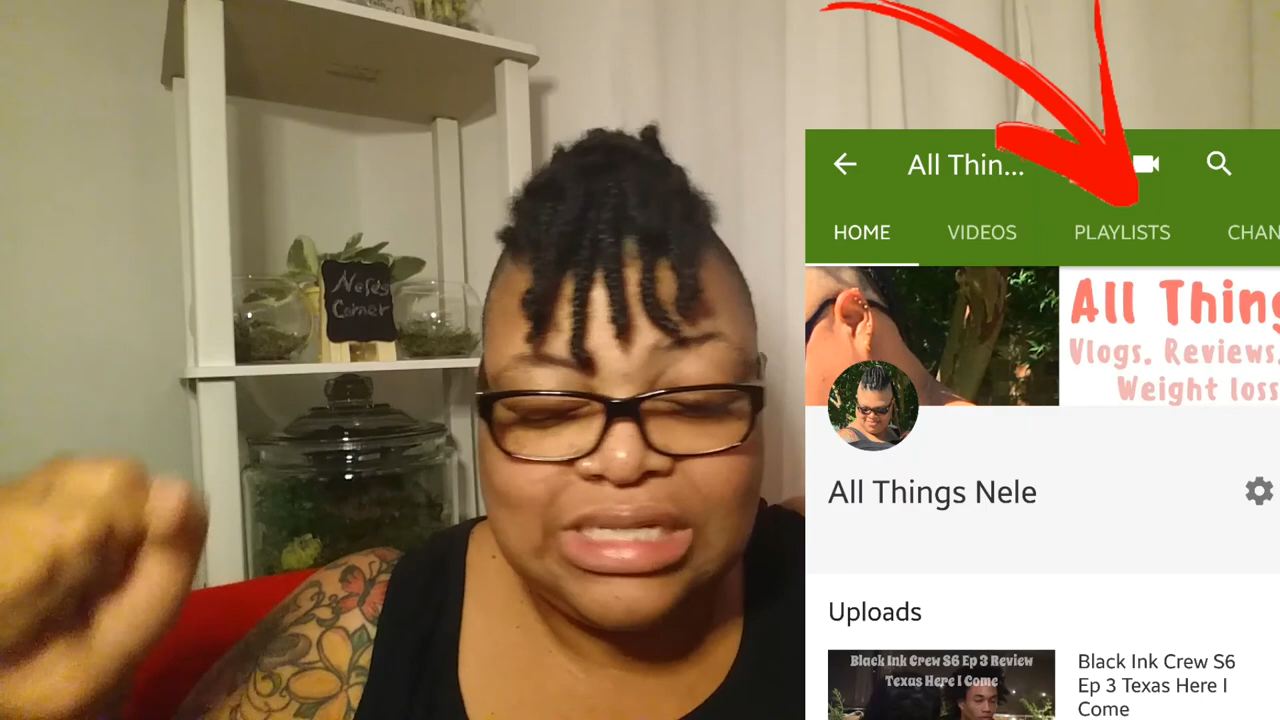 Nele's
Corner
All Thin...
HOME VIDEOS PLAYLISTS CHAN
All Thing
Vlogs. Reviews.
Weight loss
All Things Nele
Uploads
Black Ink Crew S6 Ep 3 Review
Texas Here I Come
Black Ink Crew S6
Ep 3 Texas Here I
Come